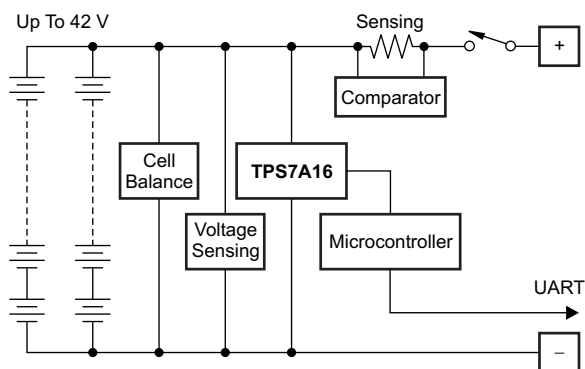 Up To 42 V
Sensing
+
Comparator
Cell
Balance
TPS7A16
Voltage
Sensing
Microcontroller
UART
−